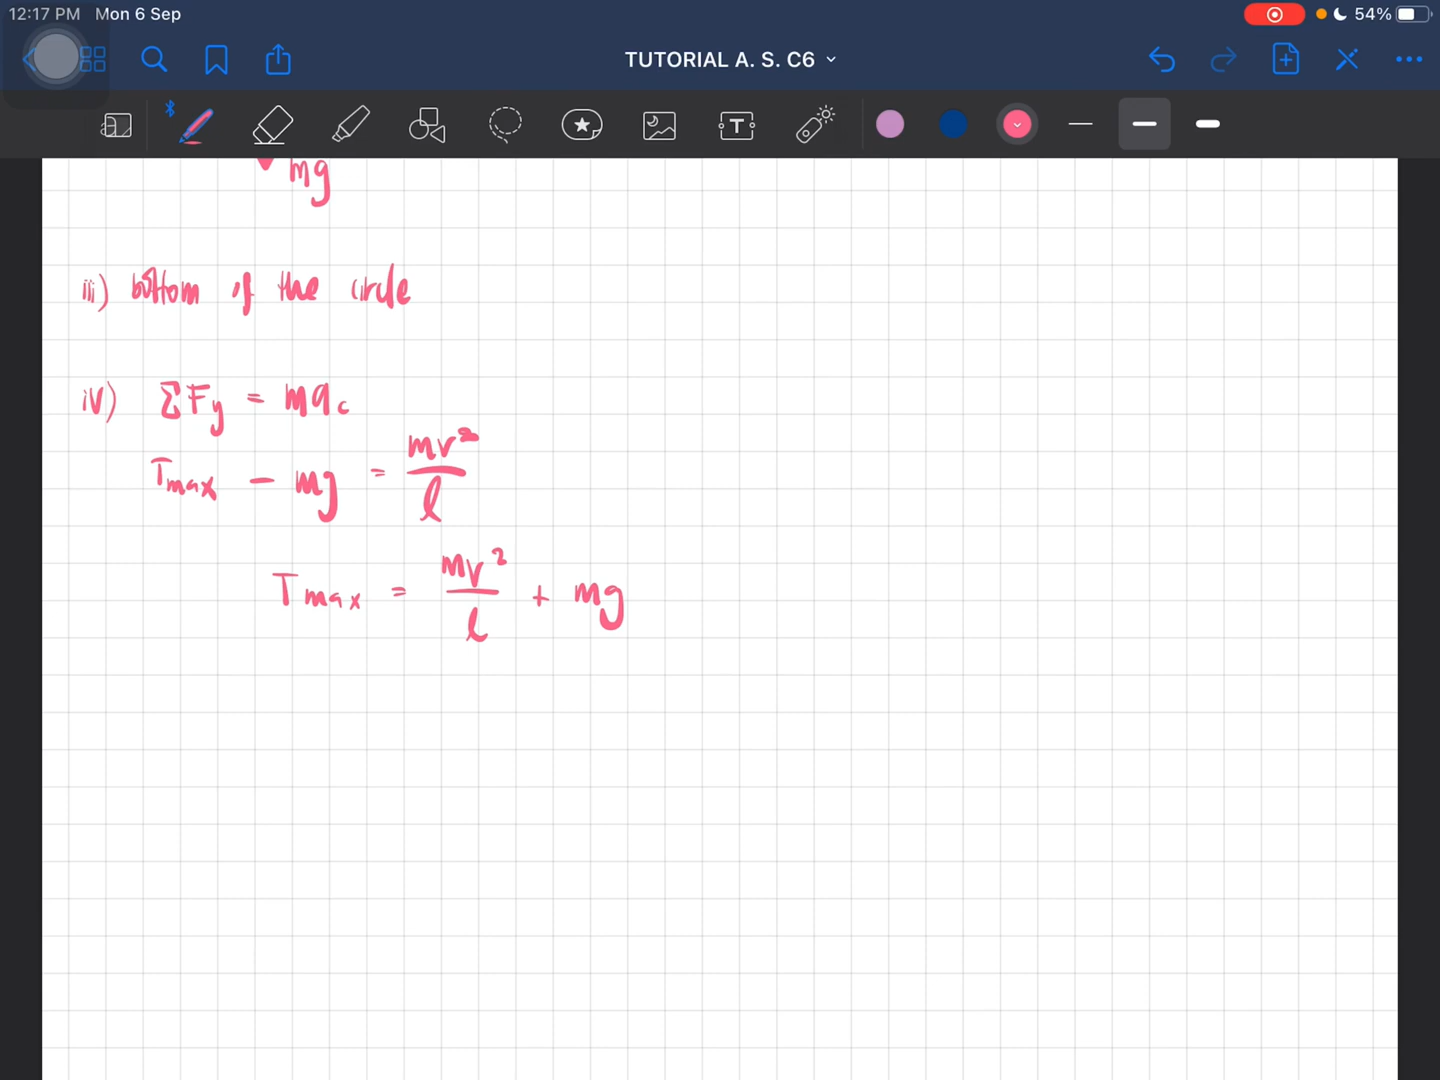 12:17 PM Mon 6 Sep 54%
TUTORIAL A. S. C6
T
mg
iii) bottom of the circle
iv) ΣFy = mac
Tmax - mg = mv²/l
Tmax = mv²/l + mg